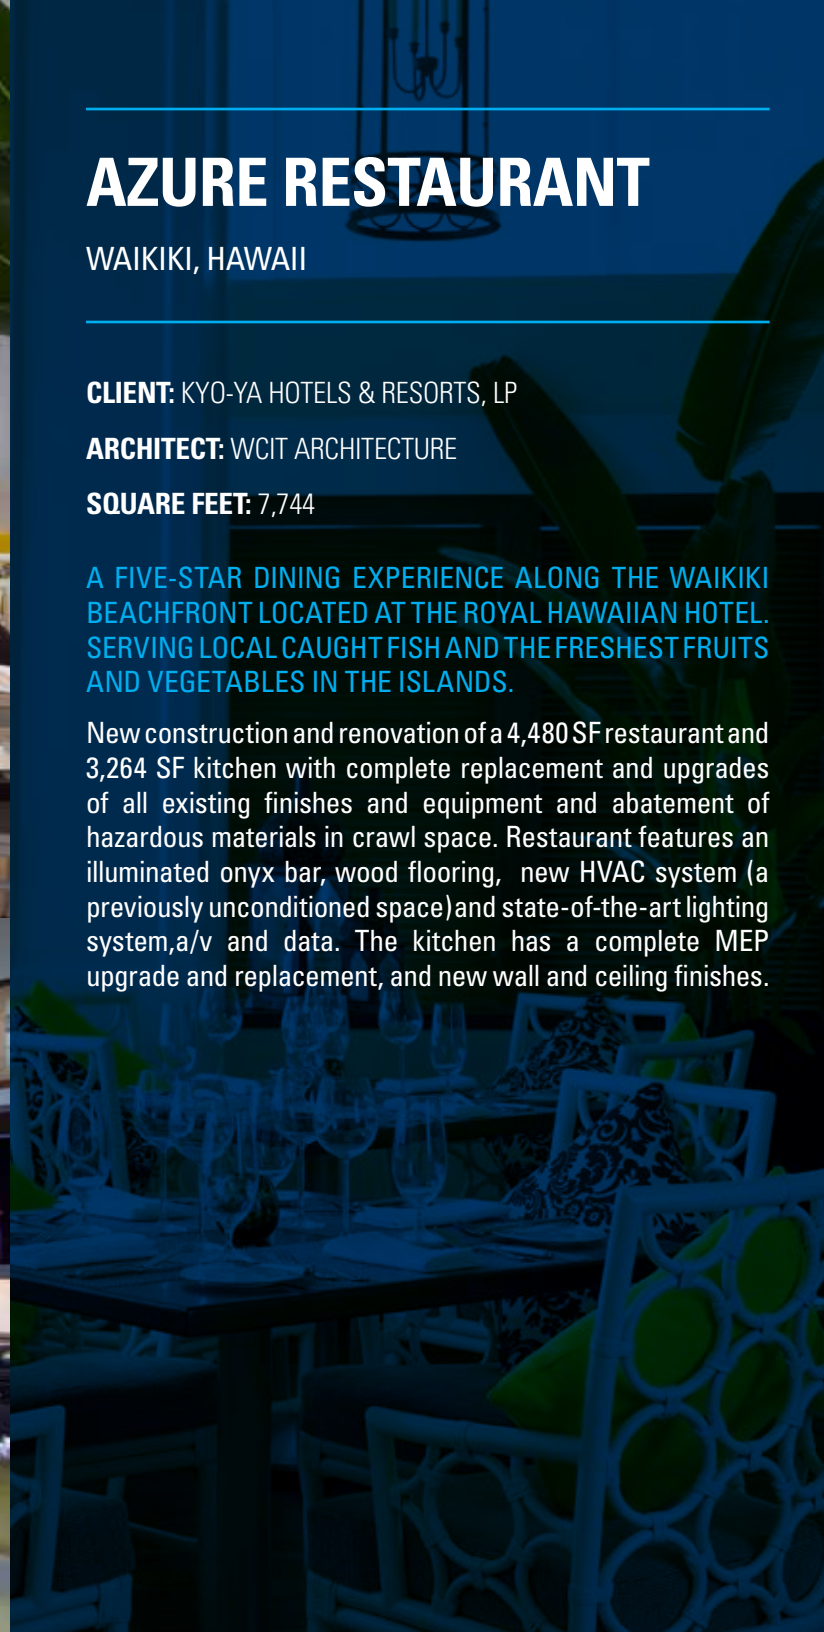 AZURE RESTAURANT
WAIKIKI, HAWAII
CLIENT: KYO-YA HOTELS & RESORTS, LP
ARCHITECT: WCIT ARCHITECTURE
SQUARE FEET: 7,744
A FIVE-STAR DINING EXPERIENCE ALONG THE WAIKIKI
BEACHFRONT LOCATED AT THE ROYAL HAWAIIAN HOTEL.
SERVING LOCAL CAUGHT FISH AND THE FRESHEST FRUITS
AND VEGETABLES IN THE ISLANDS.
New construction and renovation of a 4,480 SF restaurant and
3,264 SF kitchen with complete replacement and upgrades
of all existing finishes and equipment and abatement of
hazardous materials in crawl space. Restaurant features an
illuminated onyx bar, wood flooring,  new HVAC system (a
previously unconditioned space) and state-of-the-art lighting
system,a/v and data. The kitchen has a complete MEP
upgrade and replacement, and new wall and ceiling finishes.